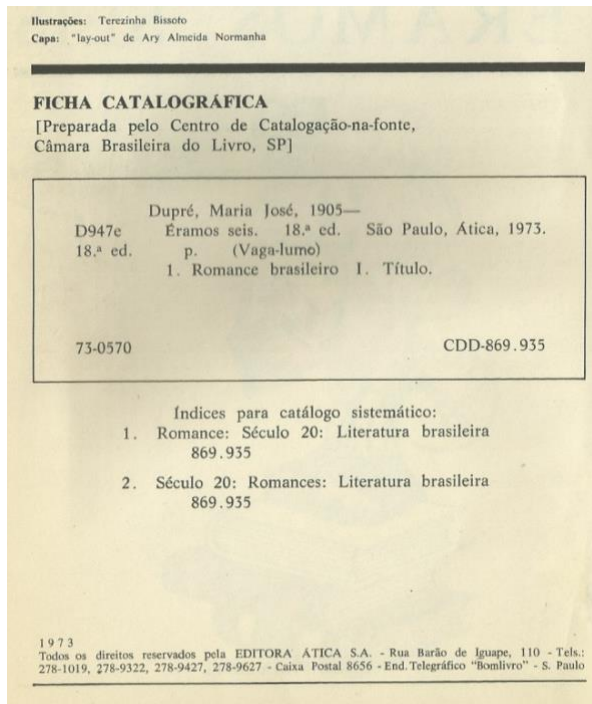 Ilustrações: Terezinha Bissoto
Capa: "lay-out" de Ary Almeida Normanha
FICHA CATALOGRÁFICA
[Preparada pelo Centro de Catalogação-na-fonte,
Câmara Brasileira do Livro, SP]
Dupré, Maria José, 1905—
D947e Éramos seis. 18.ª ed. São Paulo, Ática, 1973.
18.ª ed. p. (Vaga-lumo)
1. Romance brasileiro I. Título.
73-0570 CDD-869.935
Índices para catálogo sistemático:
1. Romance: Século 20: Literatura brasileira
869.935
2. Século 20: Romances: Literatura brasileira
869.935
1973
Todos os direitos reservados pela EDITORA ÁTICA S.A. - Rua Barão de Iguape, 110 - Tels.:
278-1019, 278-9322, 278-9427, 278-9627 - Caixa Postal 8656 - End. Telegráfico "Bomlivro" - S. Paulo